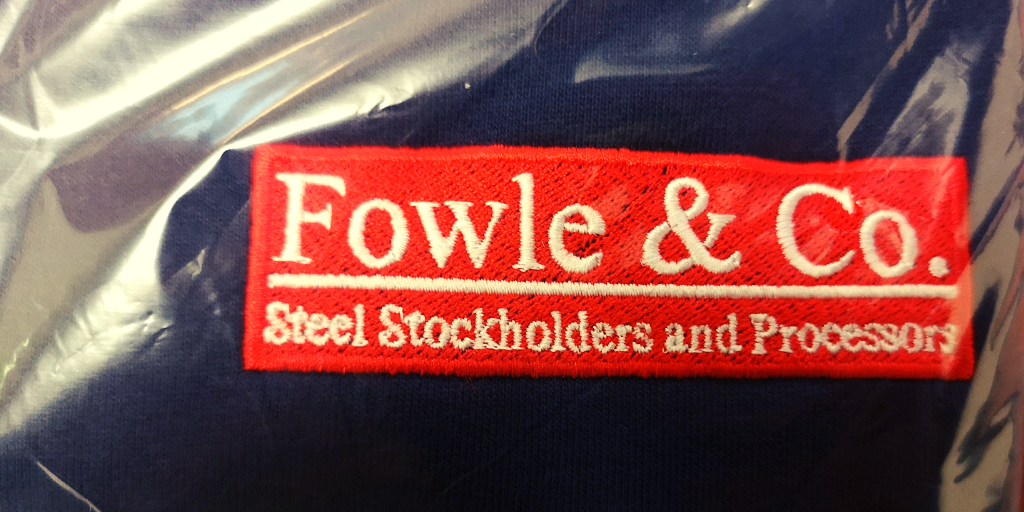 Fowle & Co.
Steel Stockholders and Processors